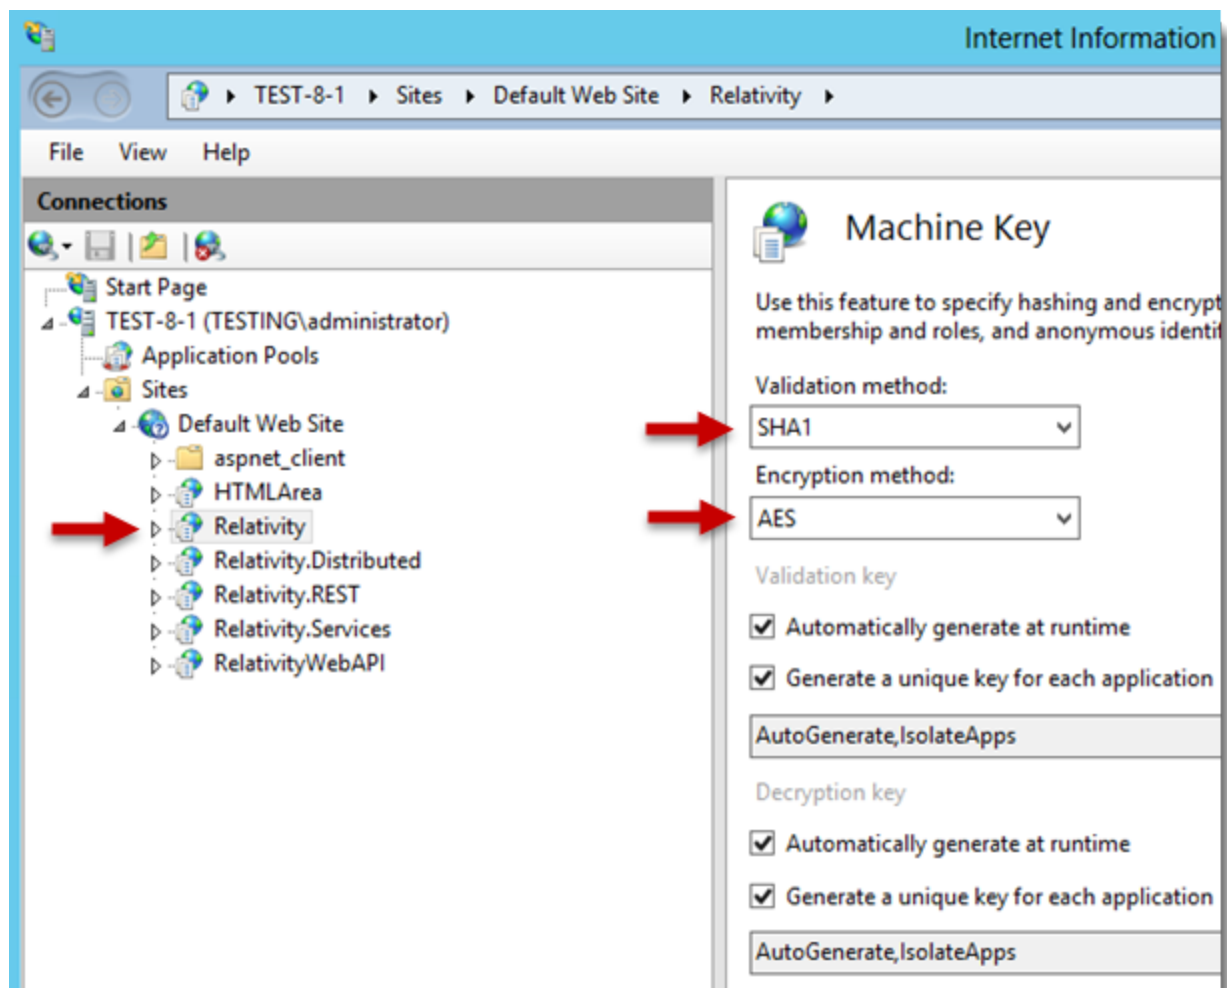 Internet Information
TEST-8-1 Sites Default Web Site Relativity
File View Help
Connections
Start Page
TEST-8-1 (TESTING\administrator)
Application Pools
Sites
Default Web Site
aspnet_client
HTMLArea
Relativity
Relativity.Distributed
Relativity.REST
Relativity.Services
RelativityWebAPI
Machine Key
Use this feature to specify hashing and encrypt
membership and roles, and anonymous identif
Validation method:
SHA1
Encryption method:
AES
Validation key
Automatically generate at runtime
Generate a unique key for each application
AutoGenerate,IsolateApps
Decryption key
Automatically generate at runtime
Generate a unique key for each application
AutoGenerate,IsolateApps